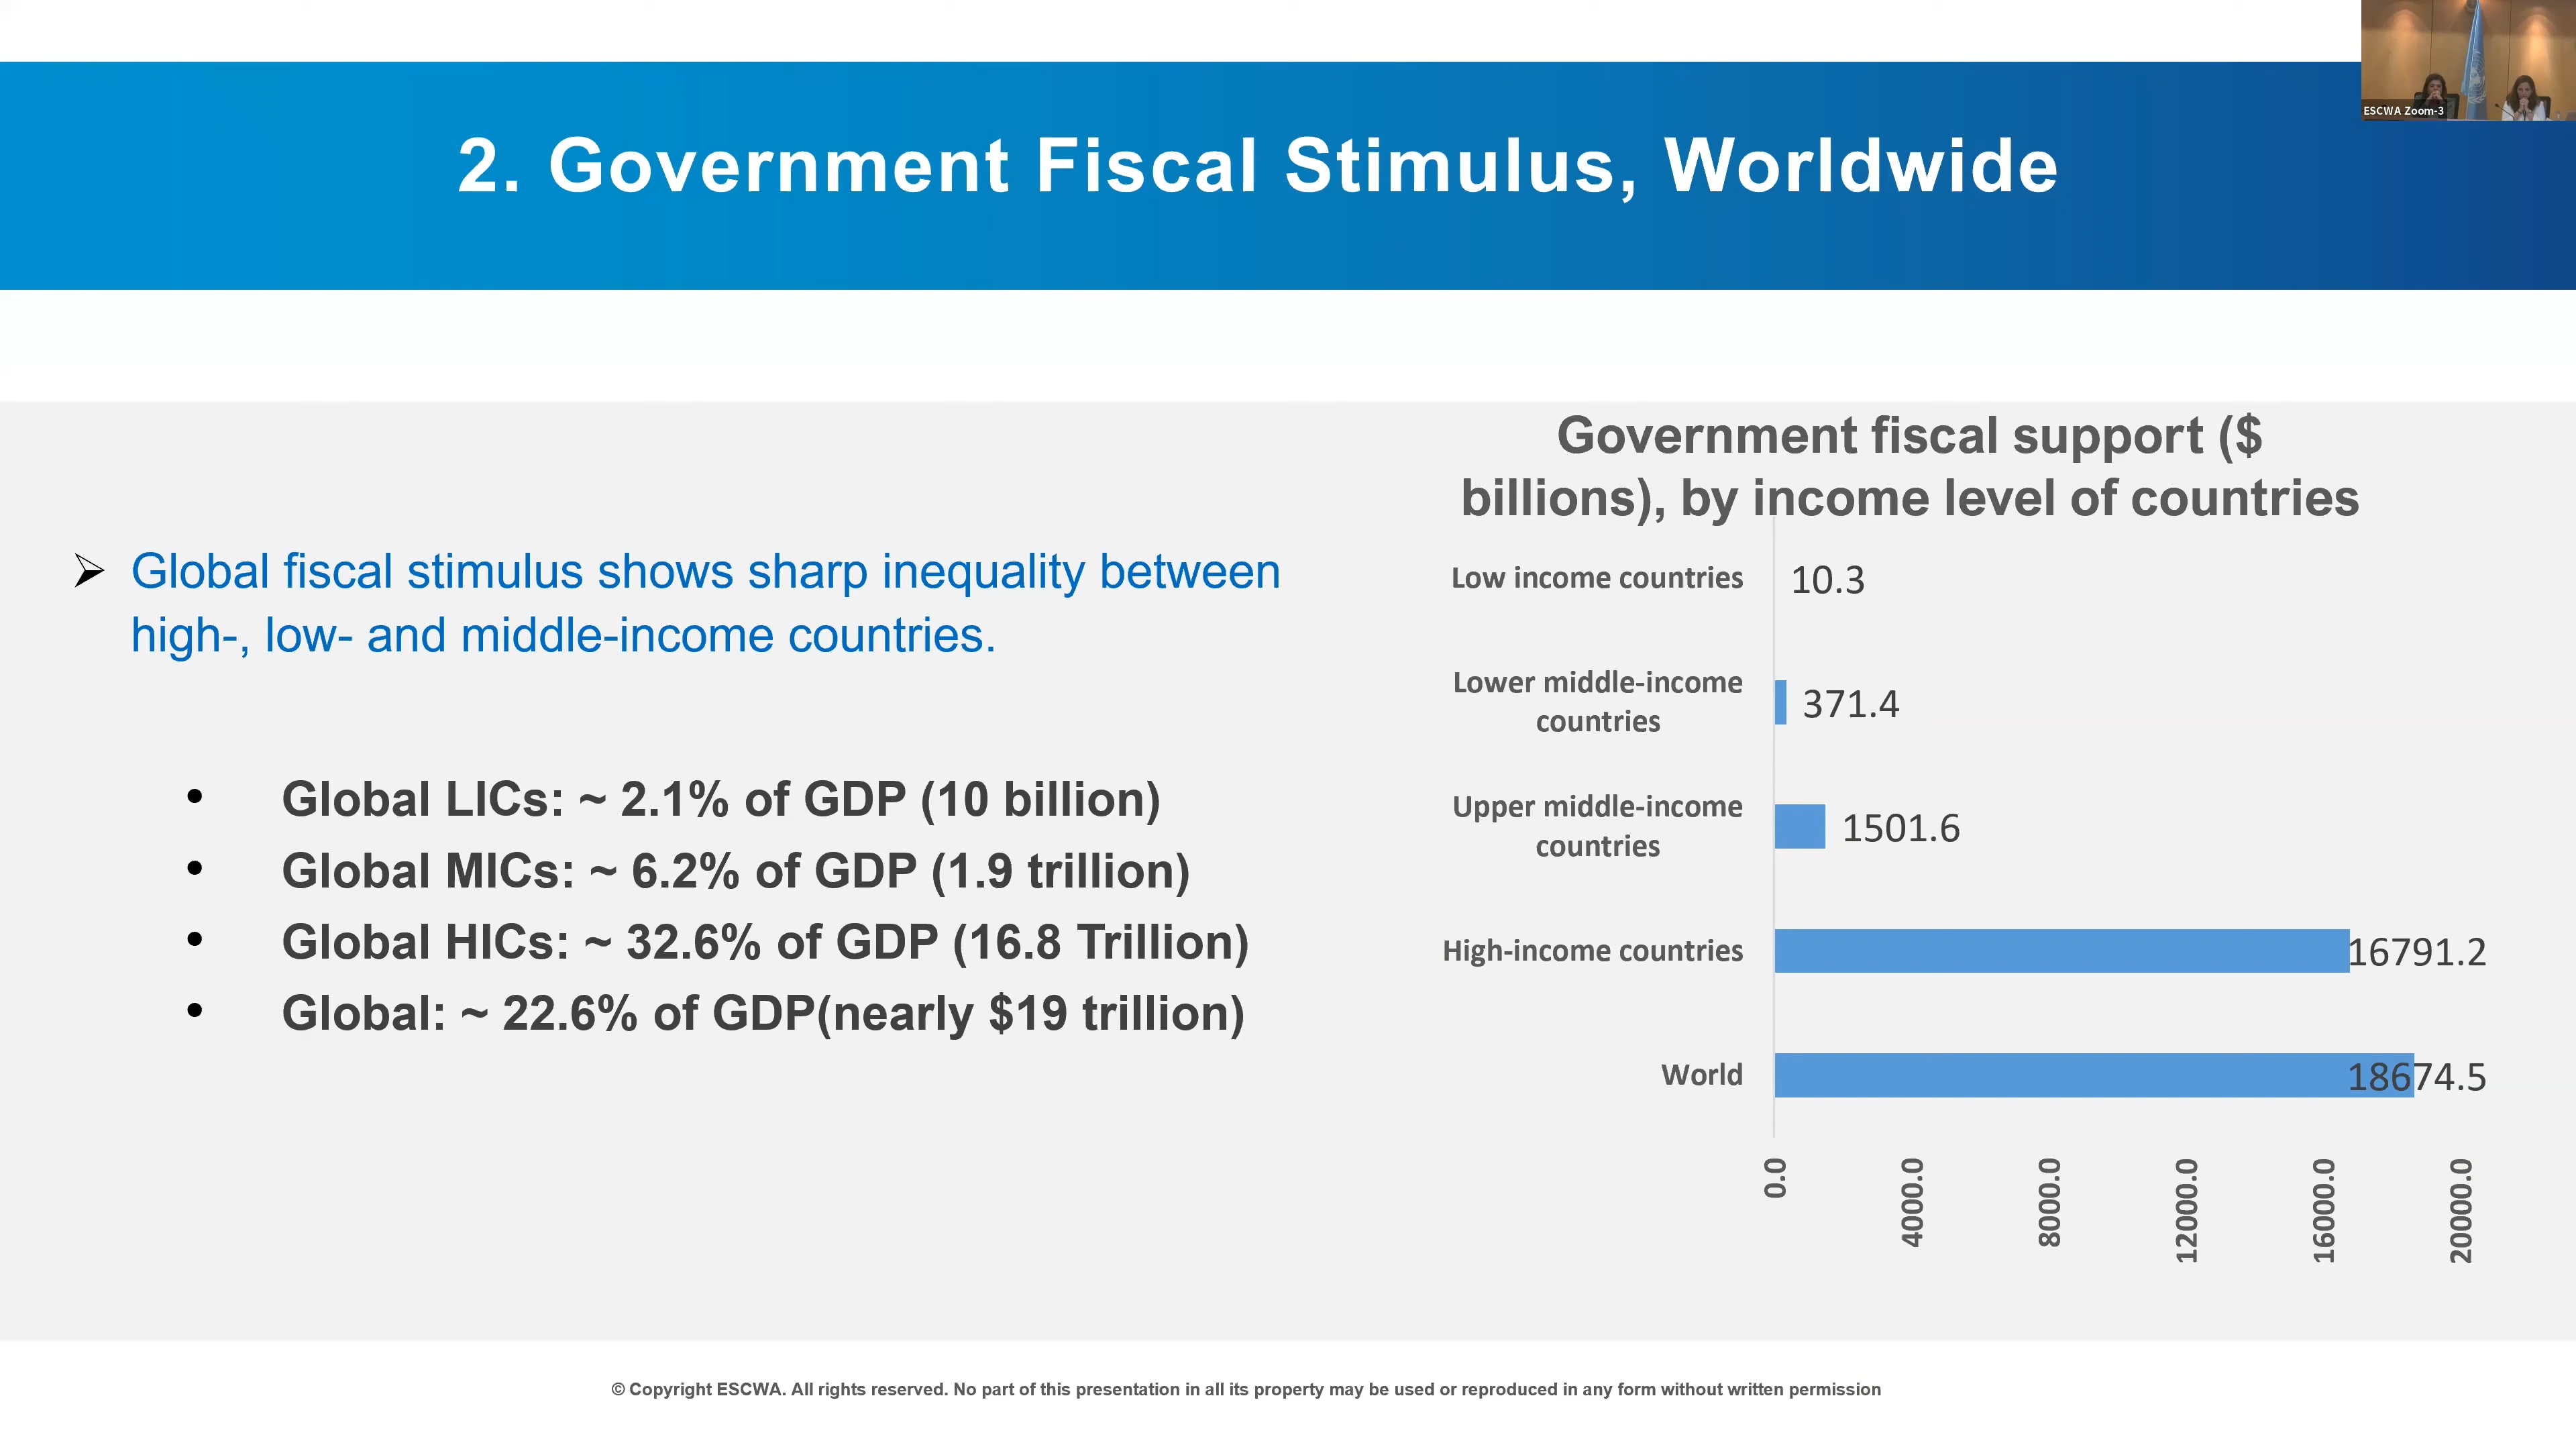 ESCWA Zoom-3
2. Government Fiscal Stimulus, Worldwide
➢ Global fiscal stimulus shows sharp inequality between
high-, low- and middle-income countries.
• Global LICs: ~ 2.1% of GDP (10 billion)
• Global MICs: ~ 6.2% of GDP (1.9 trillion)
• Global HICs: ~ 32.6% of GDP (16.8 Trillion)
• Global: ~ 22.6% of GDP(nearly $19 trillion)
Government fiscal support ($
billions), by income level of countries
Low income countries 10.3
Lower middle-income
countries
371.4
Upper middle-income
countries
1501.6
High-income countries 16791.2
World 18674.5
0.0
4000.0
8000.0
12000.0
16000.0
20000.0
© Copyright ESCWA. All rights reserved. No part of this presentation in all its property may be used or reproduced in any form without written permission